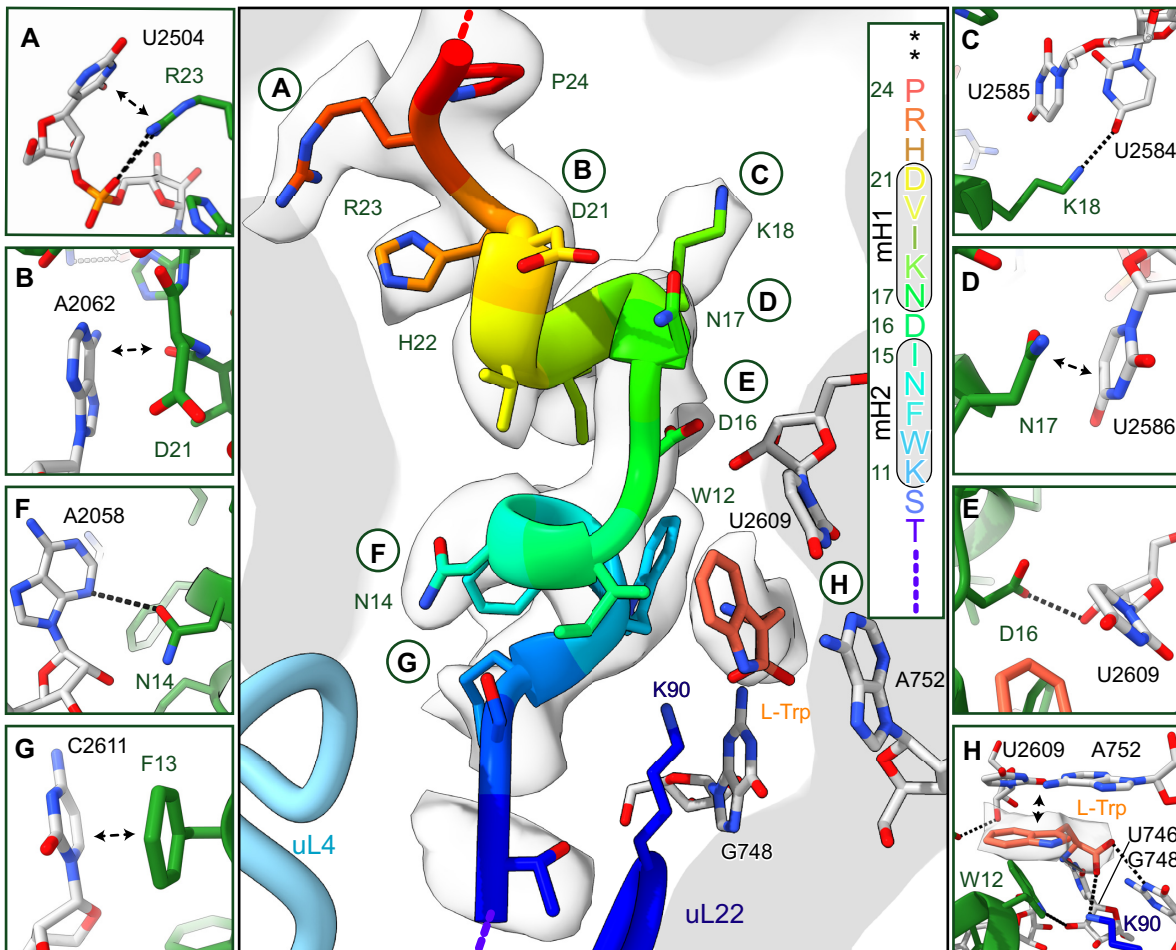 A
U2504
R23
B
A2062
D21
F
A2058
N14
G
C2611
F13
A
P24
R23
B
D21
C
K18
D
N17
H22
E
D16
W12
U2609
F
N14
H
G
K90
L-Trp
A752
G748
uL4
uL22
*
*
24 P
R
H
21 D
V
I
K
17 N
mH1
16 D
15 I
N
F
W
11 K
mH2
S
T
C
U2585
U2584
K18
D
N17
U2586
E
D16
U2609
H
U2609 A752
L-Trp
U746
G748
W12
K90